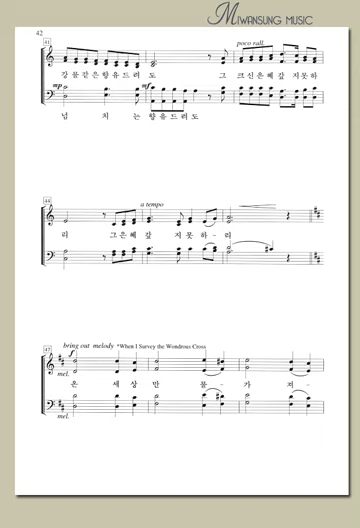 MIWANSUNG MUSIC
42
41
poco rall.
강물같은향유드리 도 그 크신은혜갚 지못하
mp mf
넘 치 는향유드리도
44
a tempo
리 그은혜 갚 지못 하 - 리
47
bring out melody *When I Survey the Wondrous Cross
f
mel. 온 세 상 만 물 - 가 져 -
mel.